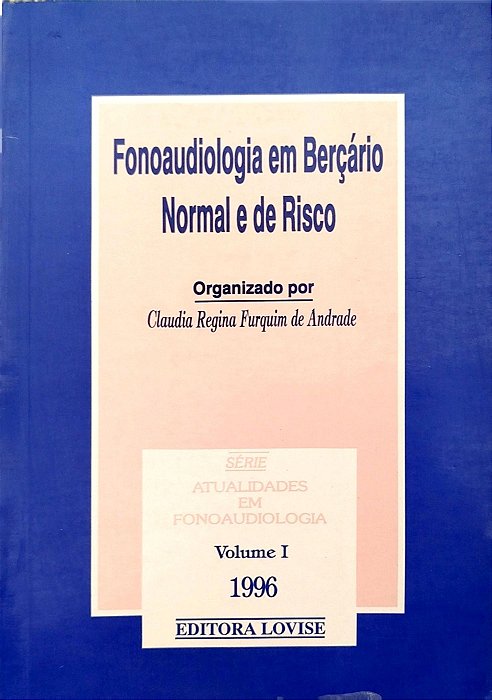 Fonoaudiologia em Berçário
Normal e de Risco
Organizado por
Claudia Regina Furquim de Andrade
SÉRIE
ATUALIDADES
EM
FONOAUDIOLOGIA
Volume I
1996
EDITORA LOVISE